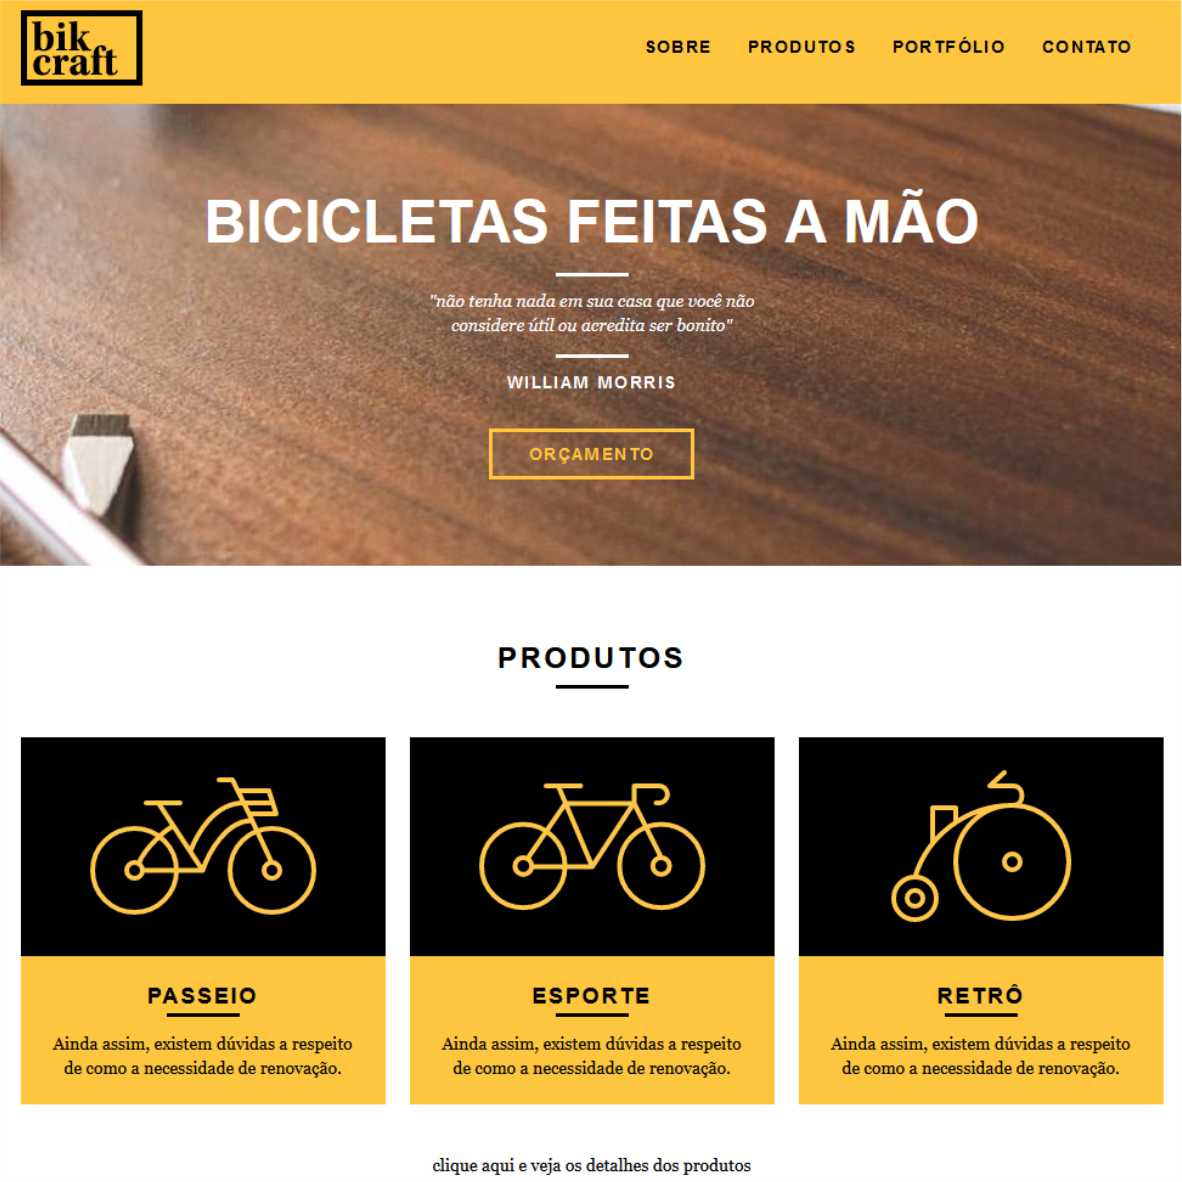 bik
craft
SOBRE PRODUTOS PORTFÓLIO CONTATO
BICICLETAS FEITAS A MÃO
"não tenha nada em sua casa que você não
considere útil ou acredita ser bonito"
WILLIAM MORRIS
ORÇAMENTO
PRODUTOS
PASSEIO
Ainda assim, existem dúvidas a respeito
de como a necessidade de renovação.
ESPORTE
Ainda assim, existem dúvidas a respeito
de como a necessidade de renovação.
RETRÔ
Ainda assim, existem dúvidas a respeito
de como a necessidade de renovação.
clique aqui e veja os detalhes dos produtos